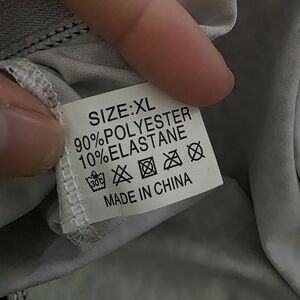 SIZE:XL
90%POLYESTER
10%ELASTANE
30°C
MADE IN CHINA